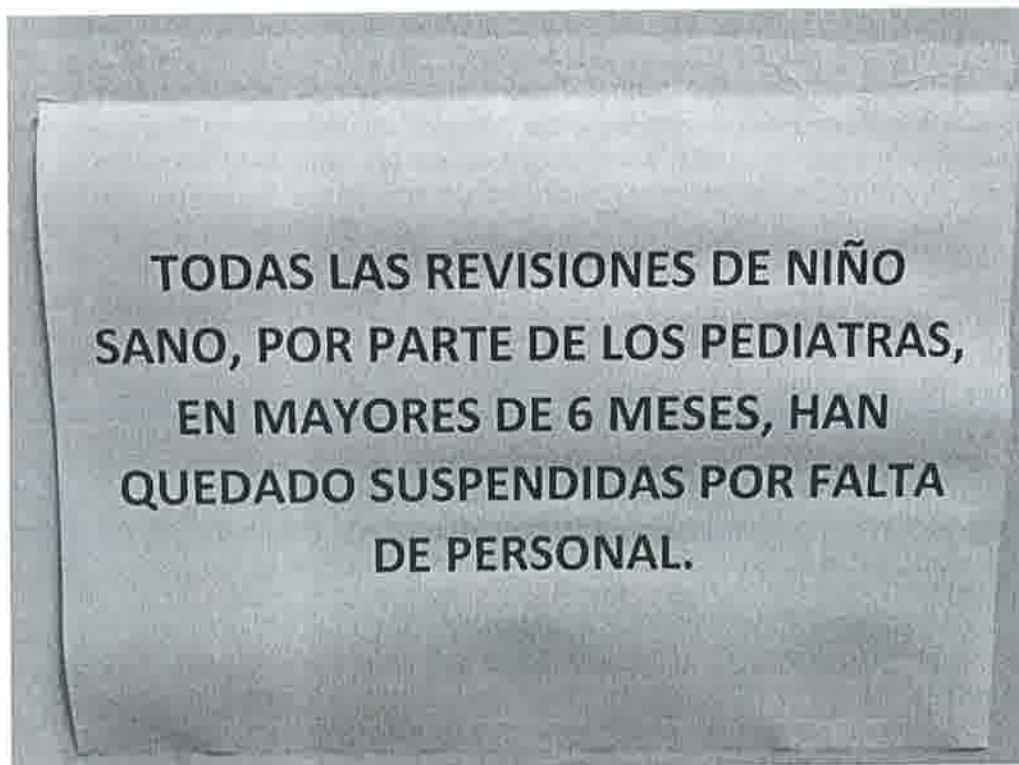 TODAS LAS REVISIONES DE NIÑO
SANO, POR PARTE DE LOS PEDIATRAS,
EN MAYORES DE 6 MESES, HAN
QUEDADO SUSPENDIDAS POR FALTA
DE PERSONAL.